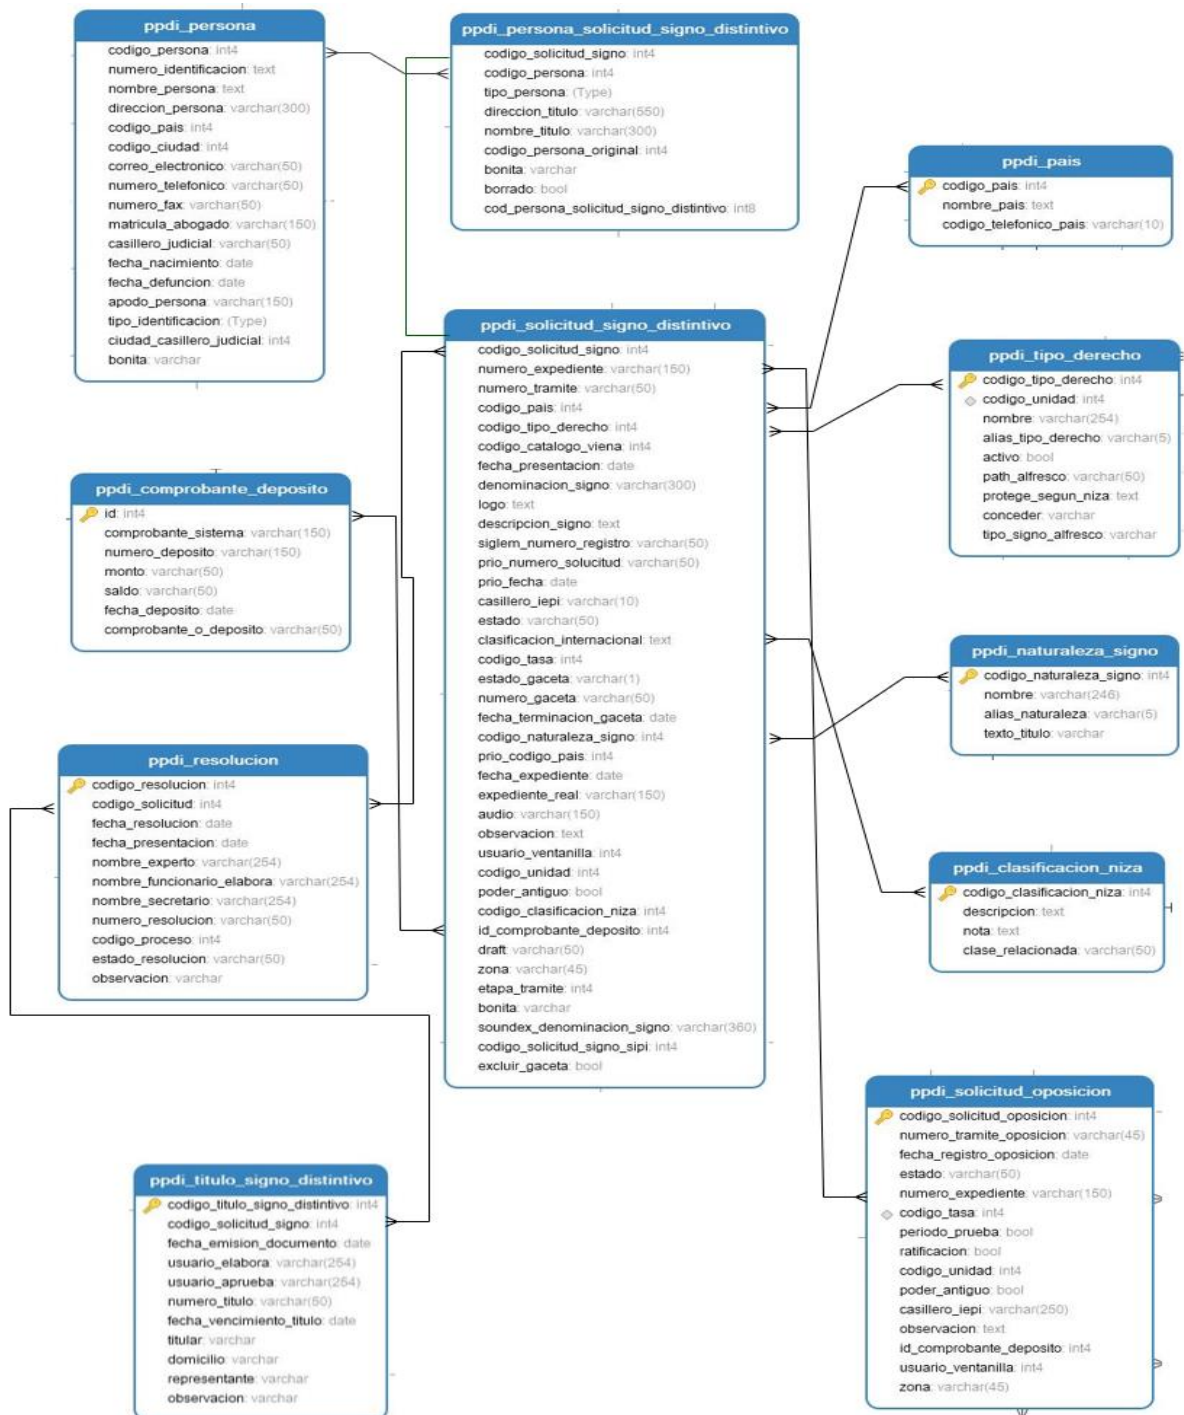 ppdi_persona
codigo_persona: int4
numero_identificacion: text
nombre_persona: text
direccion_persona: varchar(300)
codigo_pais: int4
codigo_ciudad: int4
correo_electronico: varchar(50)
numero_telefonico: varchar(50)
numero_fax: varchar(50)
matricula_abogado: varchar(150)
casillero_judicial: varchar(50)
fecha_nacimiento: date
fecha_defuncion: date
apodo_persona: varchar(150)
tipo_identificacion: (Type)
ciudad_casillero_judicial: int4
bonita: varchar
ppdi_persona_solicitud_signo_distintivo
codigo_solicitud_signo: int4
codigo_persona: int4
tipo_persona: (Type)
direccion_titulo: varchar(550)
nombre_titulo: varchar(300)
codigo_persona_original: int4
bonita: varchar
borrado: bool
cod_persona_solicitud_signo_distintivo: int8
ppdi_pais
codigo_pais: int4
nombre_pais: text
codigo_telefonico_pais: varchar(10)
ppdi_solicitud_signo_distintivo
codigo_solicitud_signo: int4
numero_expediente: varchar(150)
numero_tramite: varchar(50)
codigo_pais: int4
codigo_tipo_derecho: int4
codigo_catalogo_viena: int4
fecha_presentacion: date
denominacion_signo: varchar(300)
logo: text
descripcion_signo: text
siglem_numero_registro: varchar(50)
prio_numero_solucitud: varchar(50)
prio_fecha: date
casillero_iepi: varchar(10)
estado: varchar(50)
clasificacion_internacional: text
codigo_tasa: int4
estado_gaceta: varchar(1)
numero_gaceta: varchar(50)
fecha_terminacion_gaceta: date
codigo_naturaleza_signo: int4
prio_codigo_pais: int4
fecha_expediente: date
expediente_real: varchar(150)
audio: varchar(150)
observacion: text
usuario_ventanilla: int4
codigo_unidad: int4
poder_antiguo: bool
codigo_clasificacion_niza: int4
id_comprobante_deposito: int4
draft: varchar(50)
zona: varchar(45)
etapa_tramite: int4
bonita: varchar
soundex_denominacion_signo: varchar(360)
codigo_solicitud_signo_sipi: int4
excluir_gaceta: bool
ppdi_tipo_derecho
codigo_tipo_derecho: int4
codigo_unidad: int4
nombre: varchar(254)
alias_tipo_derecho: varchar(5)
activo: bool
path_alfresco: varchar(50)
protege_segun_niza: text
conceder: varchar
tipo_signo_alfresco: varchar
ppdi_comprobante_deposito
id: int4
comprobante_sistema: varchar(150)
numero_deposito: varchar(150)
monto: varchar(50)
saldo: varchar(50)
fecha_deposito: date
comprobante_o_deposito: varchar(50)
ppdi_naturaleza_signo
codigo_naturaleza_signo: int4
nombre: varchar(246)
alias_naturaleza: varchar(5)
texto_titulo: varchar
ppdi_resolucion
codigo_resolucion: int4
codigo_solicitud: int4
fecha_resolucion: date
fecha_presentacion: date
nombre_experto: varchar(254)
nombre_funcionario_elabora: varchar(254)
nombre_secretario: varchar(254)
numero_resolucion: varchar(50)
codigo_proceso: int4
estado_resolucion: varchar(50)
observacion: varchar
ppdi_clasificacion_niza
codigo_clasificacion_niza: int4
descripcion: text
nota: text
clase_relacionada: varchar(50)
ppdi_solicitud_oposicion
codigo_solicitud_oposicion: int4
numero_tramite_oposicion: varchar(45)
fecha_registro_oposicion: date
estado: varchar(50)
numero_expediente: varchar(150)
codigo_tasa: int4
periodo_prueba: bool
ratificacion: bool
codigo_unidad: int4
poder_antiguo: bool
casillero_iepi: varchar(250)
observacion: text
id_comprobante_deposito: int4
usuario_ventanilla: int4
zona: varchar(45)
ppdi_titulo_signo_distintivo
codigo_titulo_signo_distintivo: int4
codigo_solicitud_signo: int4
fecha_emision_documento: date
usuario_elabora: varchar(254)
usuario_aprueba: varchar(254)
numero_titulo: varchar(50)
fecha_vencimiento_titulo: date
titular: varchar
domicilio: varchar
representante: varchar
observacion: varchar